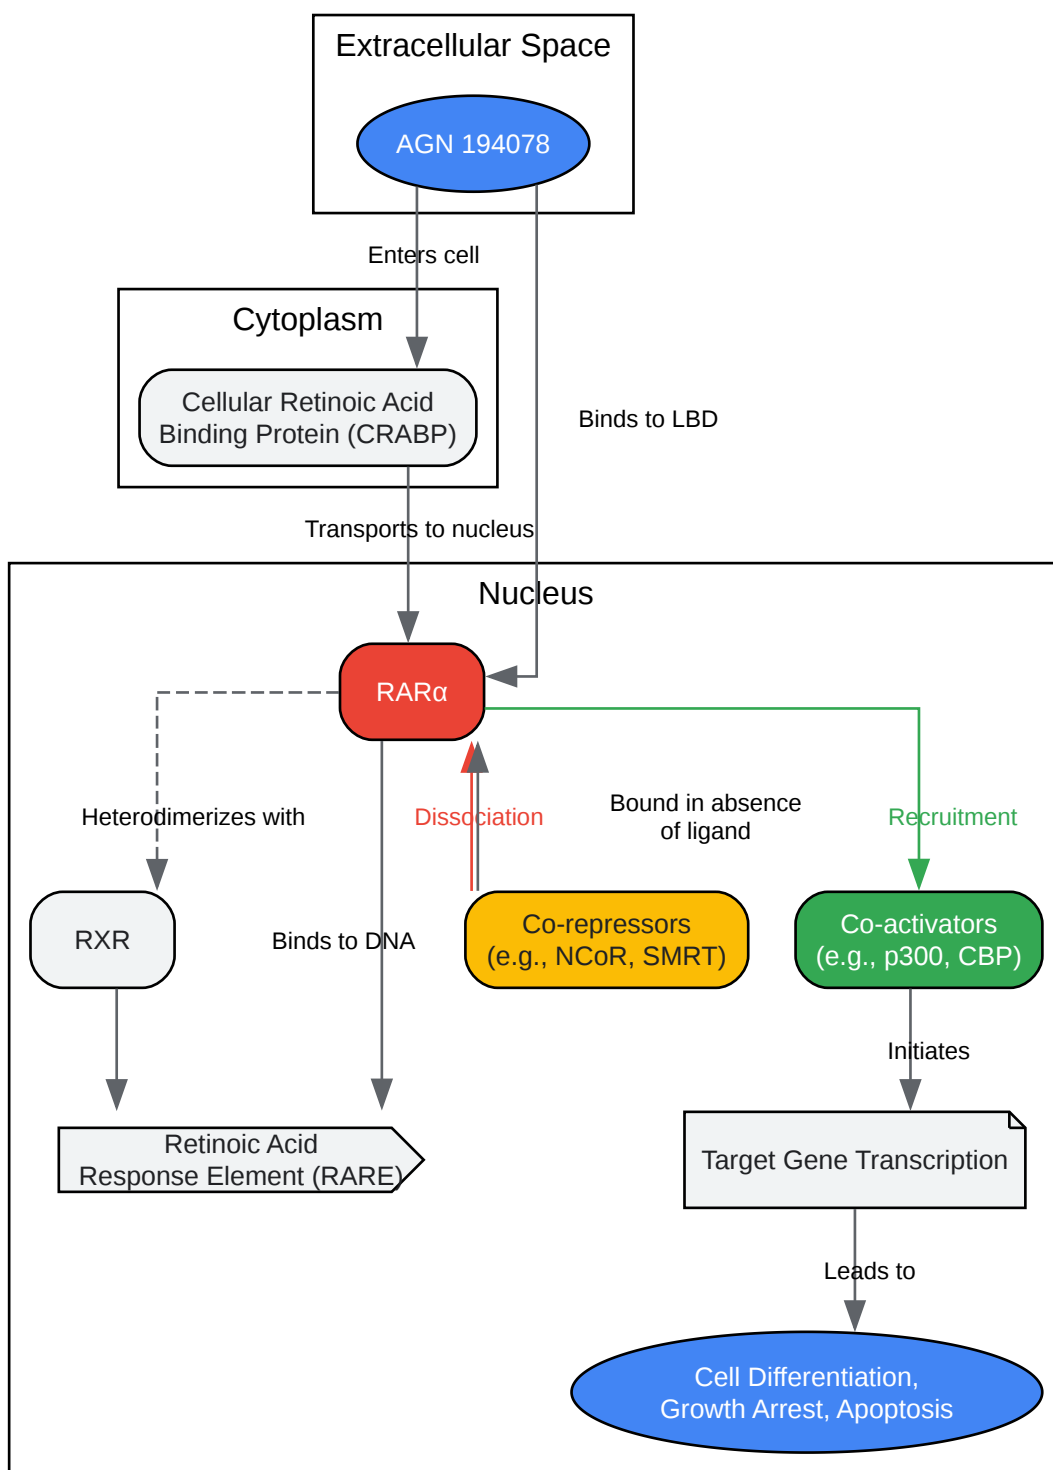 Extracellular Space
AGN 194078
Enters cell
Cytoplasm
Cellular Retinoic Acid
Binding Protein (CRABP)
Binds to LBD
Transports to nucleus
Nucleus
RARα
Heterodimerizes with
Dissociation
Bound in absence
of ligand
Recruitment
RXR
Binds to DNA
Co-repressors
(e.g., NCoR, SMRT)
Co-activators
(e.g., p300, CBP)
Initiates
Retinoic Acid
Response Element (RARE)
Target Gene Transcription
Leads to
Cell Differentiation,
Growth Arrest, Apoptosis